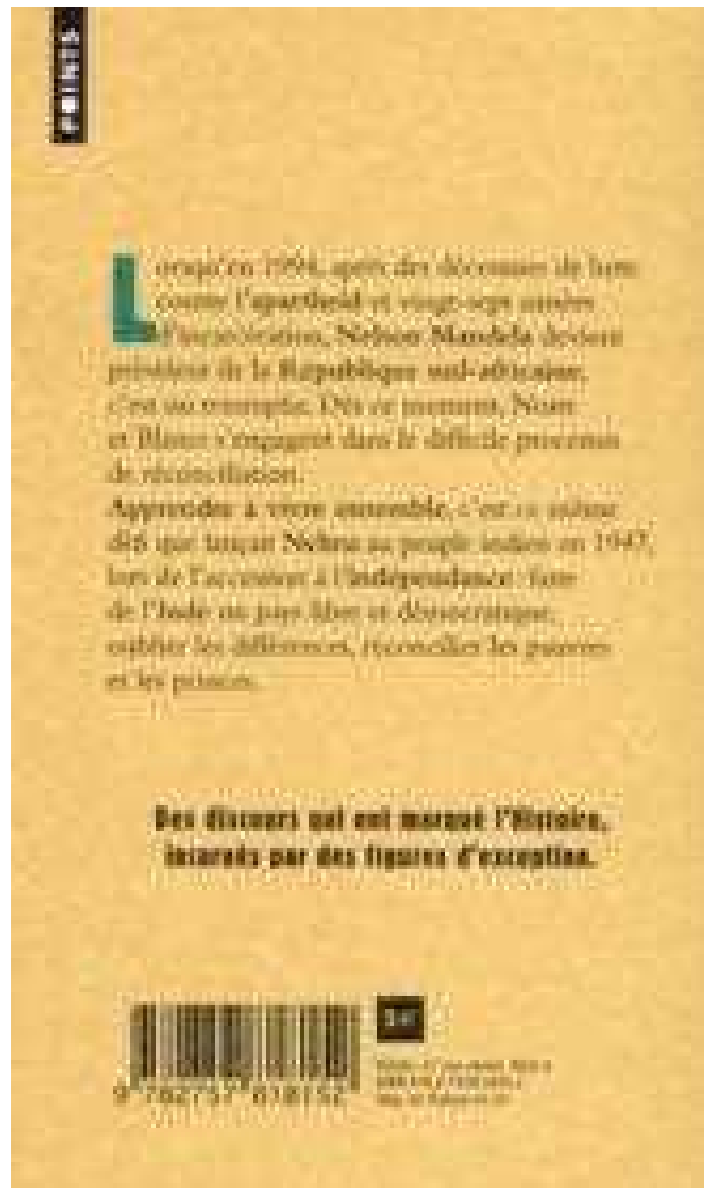 POINTS
Lorsqu'en 1994, après des décennies de lutte
contre l'apartheid et vingt-sept années
d'incarcération, Nelson Mandela devient
président de la République sud-africaine,
c'est un triomphe. Dès ce moment, Noirs
et Blancs s'engagent dans le difficile processus
de réconciliation.
Apprendre à vivre ensemble, c'est ce même
défi que lançait Nehru au peuple indien en 1947,
lors de l'accession à l'indépendance : faire
de l'Inde un pays libre et démocratique,
oublier les différences, réconcilier les pauvres
et les princes.
Des discours qui ont marqué l'Histoire,
incarnés par des figures d'exception.